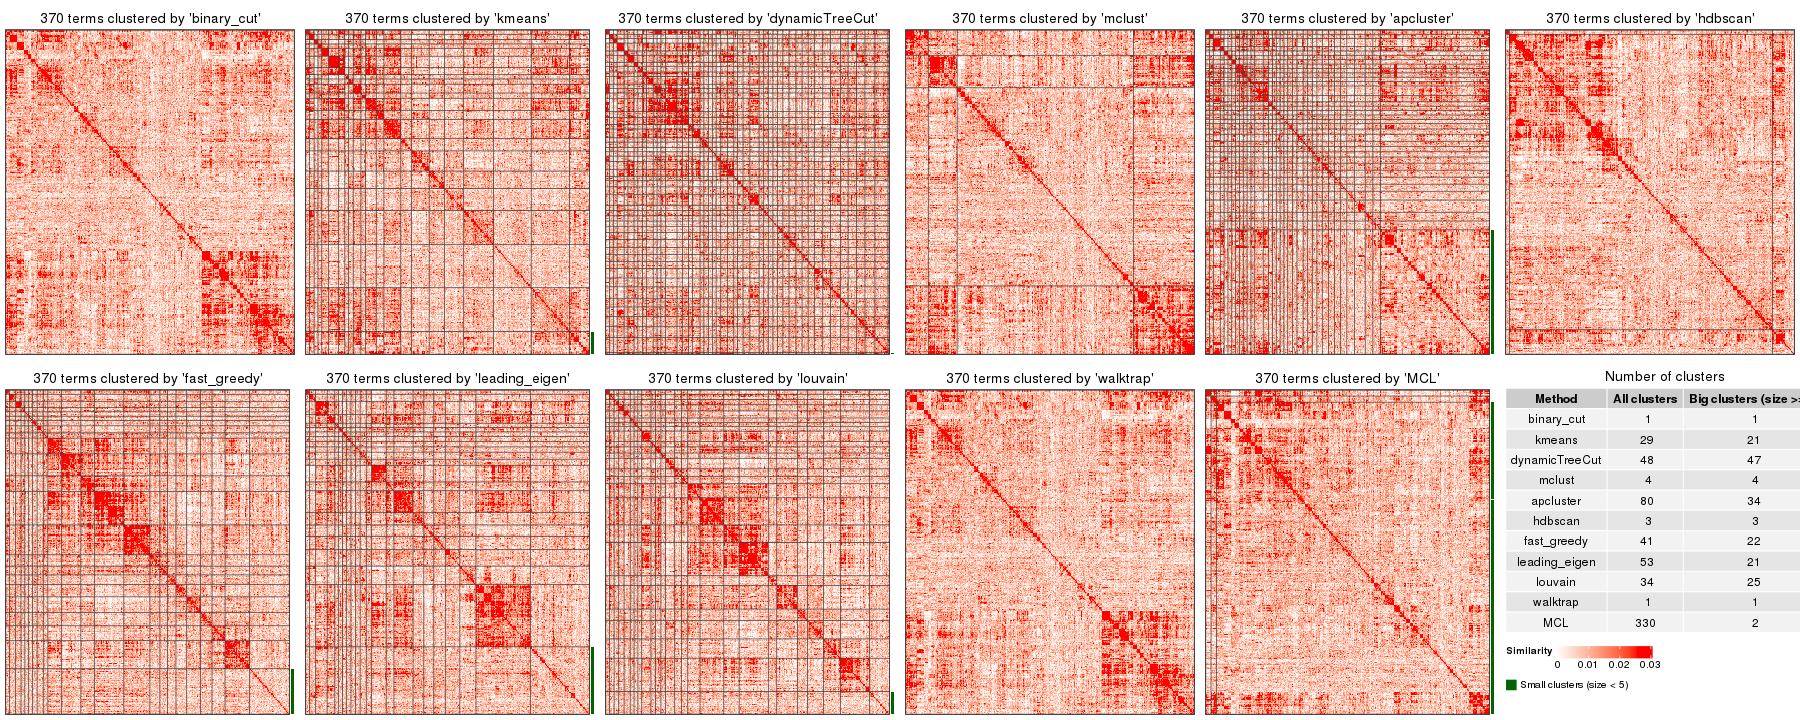 370 terms clustered by 'binary_cut'
370 terms clustered by 'kmeans'
370 terms clustered by 'dynamicTreeCut'
370 terms clustered by 'mclust'
370 terms clustered by 'apcluster'
370 terms clustered by 'hdbscan'
370 terms clustered by 'fast_greedy'
370 terms clustered by 'leading_eigen'
370 terms clustered by 'louvain'
370 terms clustered by 'walktrap'
370 terms clustered by 'MCL'
Number of clusters
Method All clusters Big clusters (size >=
binary_cut 1 1
kmeans 29 21
dynamicTreeCut 48 47
mclust 4 4
apcluster 80 34
hdbscan 3 3
fast_greedy 41 22
leading_eigen 53 21
louvain 34 25
walktrap 1 1
MCL 330 2
Similarity
0 0.01 0.02 0.03
Small clusters (size < 5)